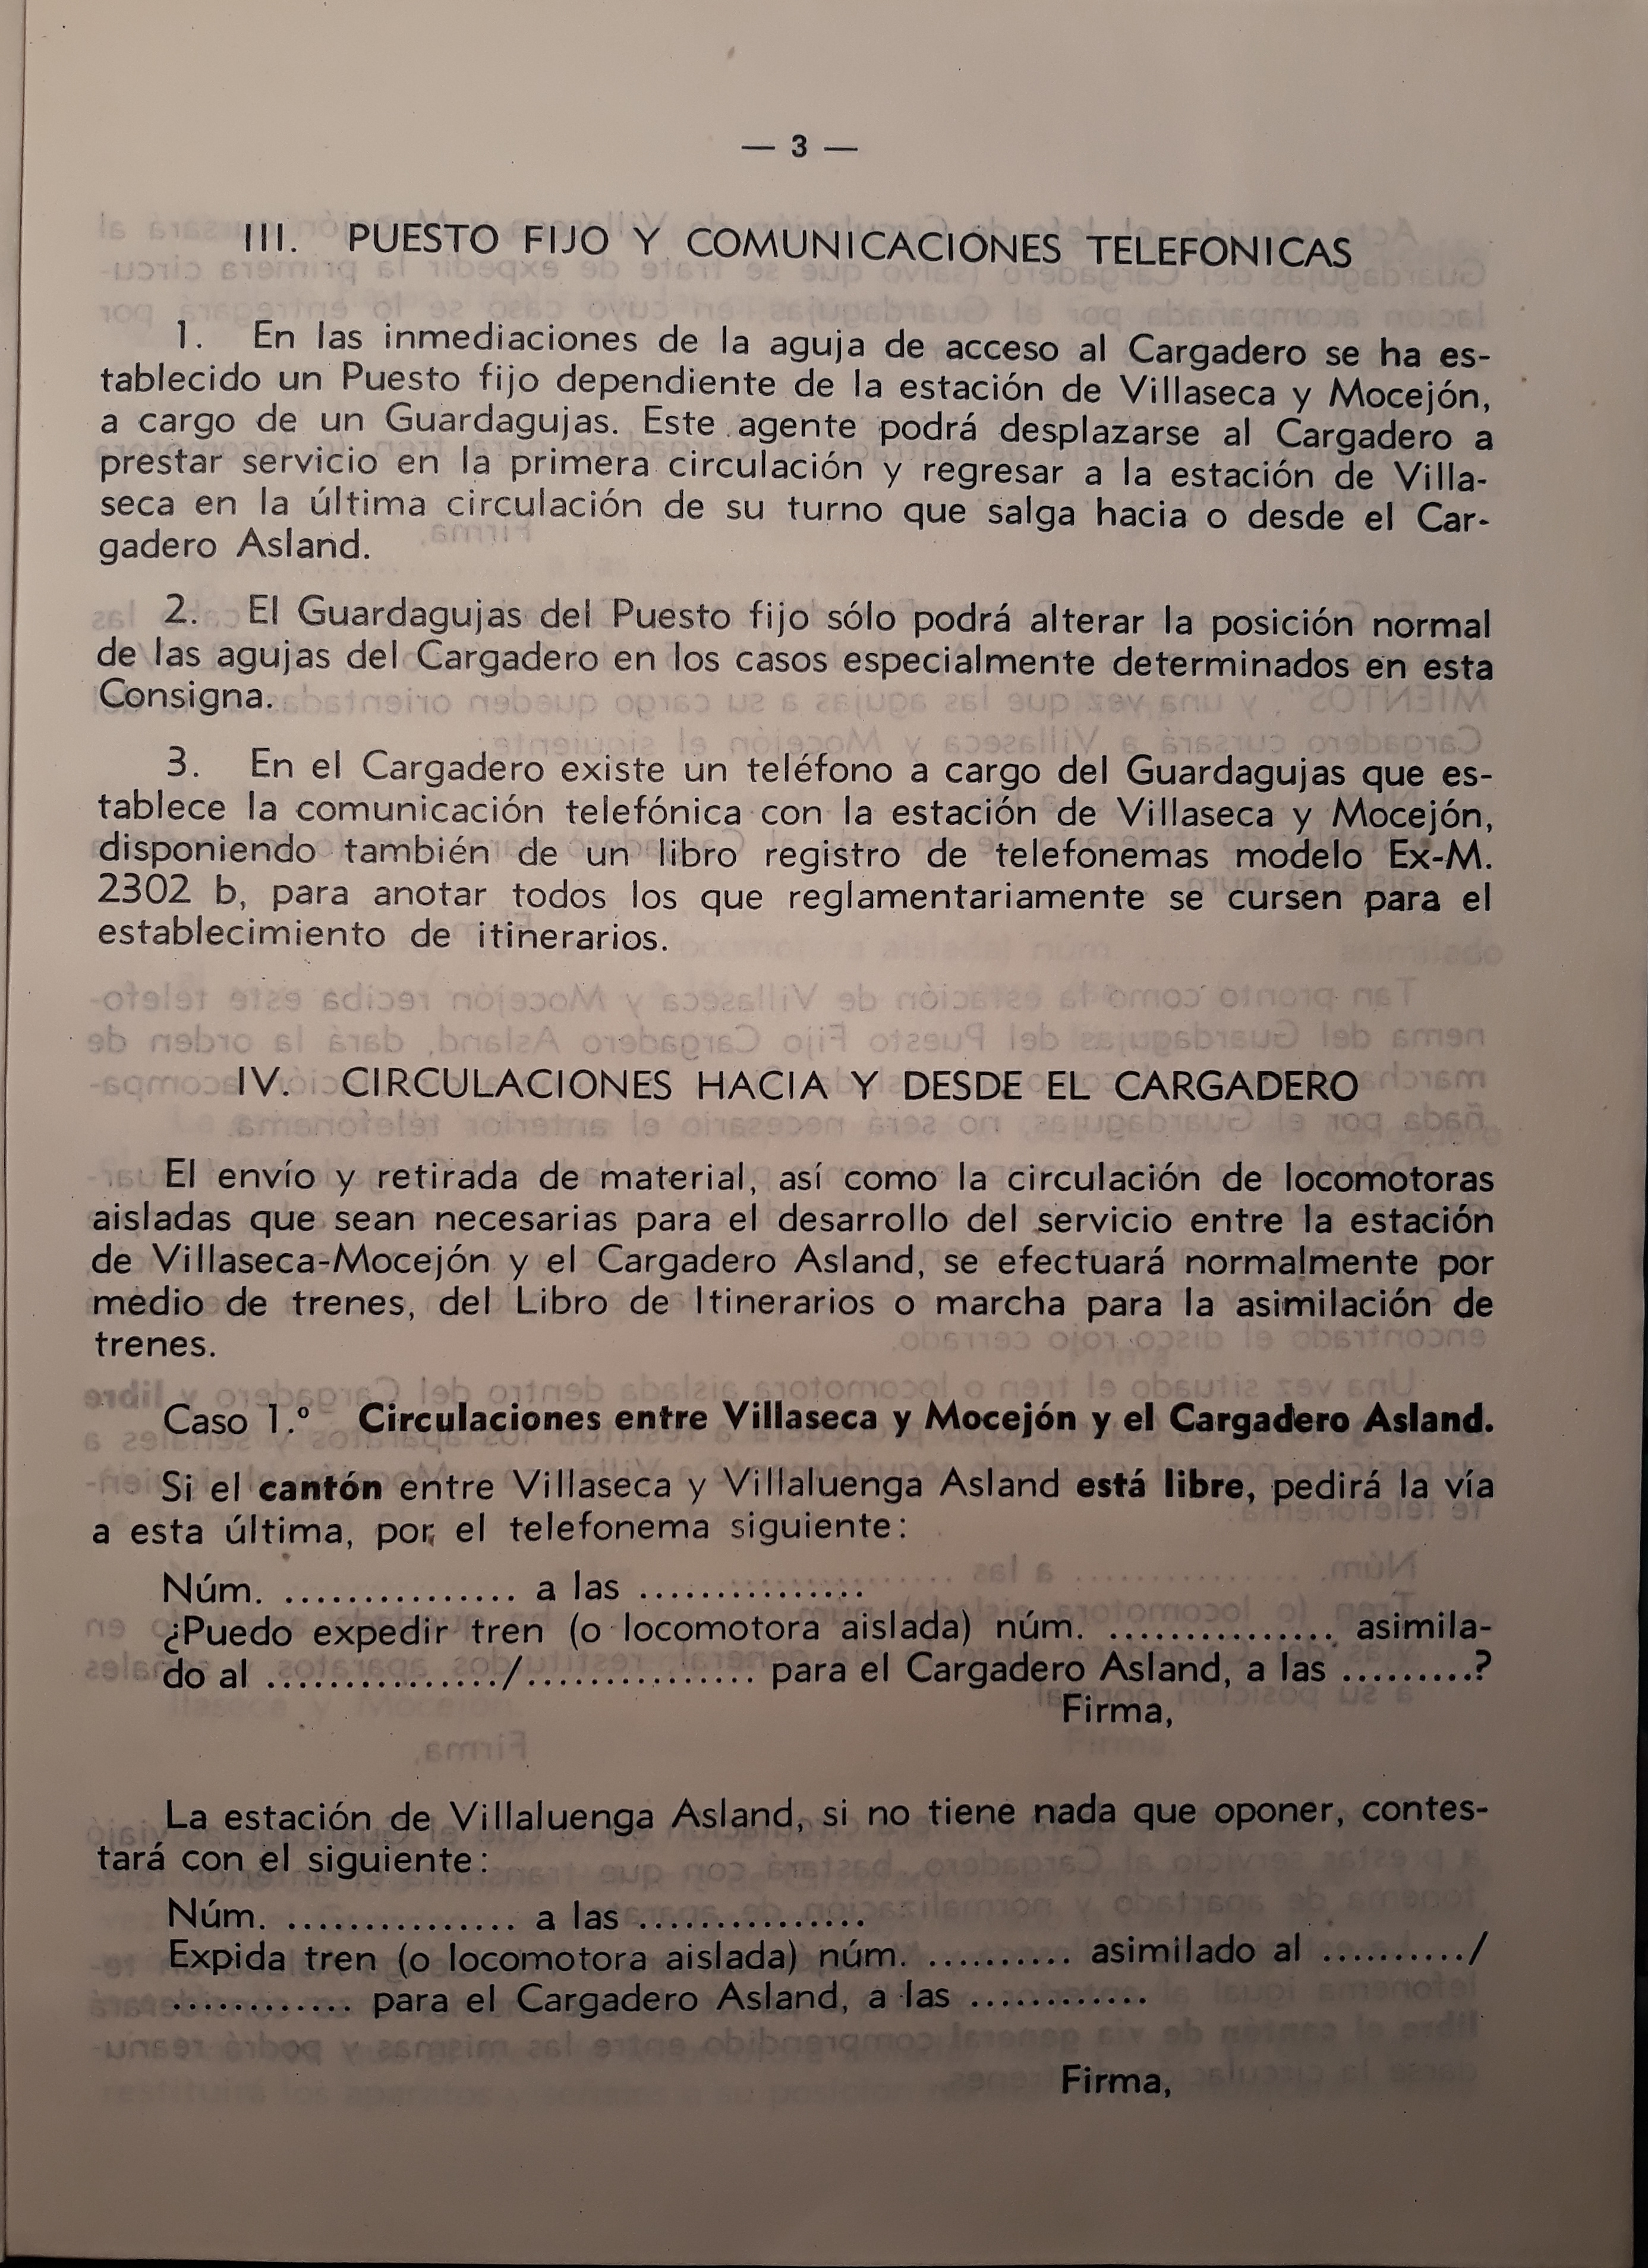 — 3 —
III. PUESTO FIJO Y COMUNICACIONES TELEFONICAS
1. En las inmediaciones de la aguja de acceso al Cargadero se ha es-
tablecido un Puesto fijo dependiente de la estación de Villaseca y Mocejón,
a cargo de un Guardagujas. Este agente podrá desplazarse al Cargadero a
prestar servicio en la primera circulación y regresar a la estación de Villa-
seca en la última circulación de su turno que salga hacia o desde el Car-
gadero Asland.
2. El Guardagujas del Puesto fijo sólo podrá alterar la posición normal
de las agujas del Cargadero en los casos especialmente determinados en esta
Consigna.
3. En el Cargadero existe un teléfono a cargo del Guardagujas que es-
tablece la comunicación telefónica con la estación de Villaseca y Mocejón,
disponiendo también de un libro registro de telefonemas modelo Ex-M.
2302 b, para anotar todos los que reglamentariamente se cursen para el
establecimiento de itinerarios.
IV. CIRCULACIONES HACIA Y DESDE EL CARGADERO
El envío y retirada de material, así como la circulación de locomotoras
aisladas que sean necesarias para el desarrollo del servicio entre la estación
de Villaseca-Mocejón y el Cargadero Asland, se efectuará normalmente por
medio de trenes, del Libro de Itinerarios o marcha para la asimilación de
trenes.
Caso 1.º Circulaciones entre Villaseca y Mocejón y el Cargadero Asland.
Si el cantón entre Villaseca y Villaluenga Asland está libre, pedirá la vía
a esta última, por el telefonema siguiente:
Núm. ............... a las ...............
¿Puedo expedir tren (o locomotora aislada) núm. ............... asimila-
do al .............../............... para el Cargadero Asland, a las .........?
Firma,
La estación de Villaluenga Asland, si no tiene nada que oponer, contes-
tará con el siguiente:
Núm. ............... a las ...............
Expida tren (o locomotora aislada) núm. .......... asimilado al ........../
............ para el Cargadero Asland, a las ............
Firma,